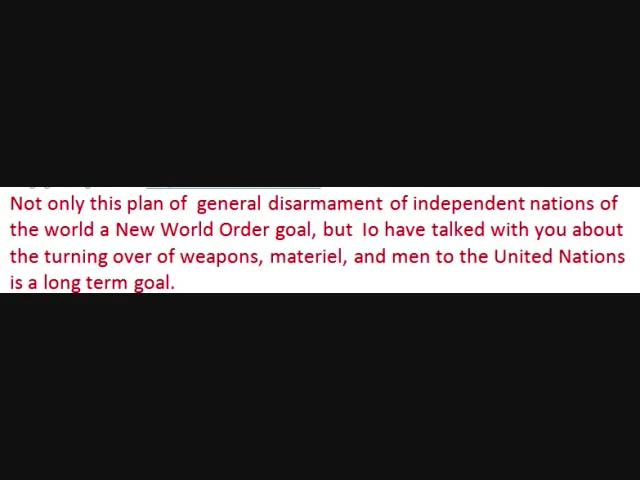 Not only this plan of general disarmament of independent nations of
the world a New World Order goal, but Io have talked with you about
the turning over of weapons, materiel, and men to the United Nations
is a long term goal.